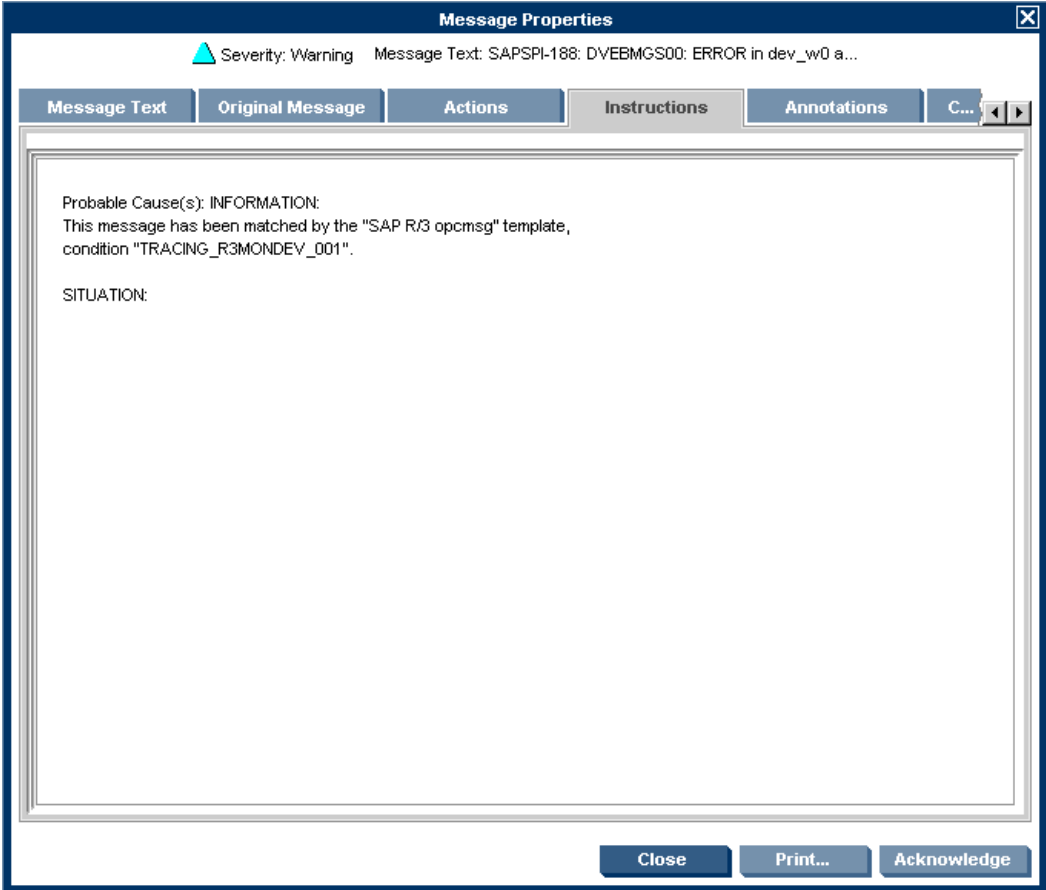 Message Properties
Severity: Warning Message Text: SAPSPI-188: DVEBMGS00: ERROR in dev_w0 a...
Message Text Original Message Actions Instructions Annotations C...
Probable Cause(s): INFORMATION:
This message has been matched by the "SAP R/3 opcmsg" template,
condition "TRACING_R3MONDEV_001".
SITUATION:
Close Print... Acknowledge